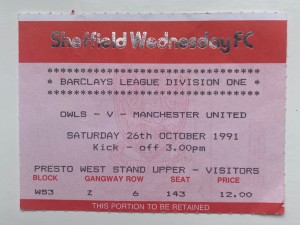 Sheffield Wednesday FC
* * * * * * * * * * * * * * * * * * * * * * * *
* BARCLAYS LEAGUE DIVISION ONE *
* * * * * * * * * * * * * * * * * * * * * * * *
OWLS - V - MANCHESTER UNITED
SATURDAY 26th OCTOBER 1991
Kick - off 3.00pm
PRESTO WEST STAND UPPER - VISITORS
BLOCK GANGWAY ROW SEAT PRICE
W53 Z 6 143 12.00
THIS PORTION TO BE RETAINED